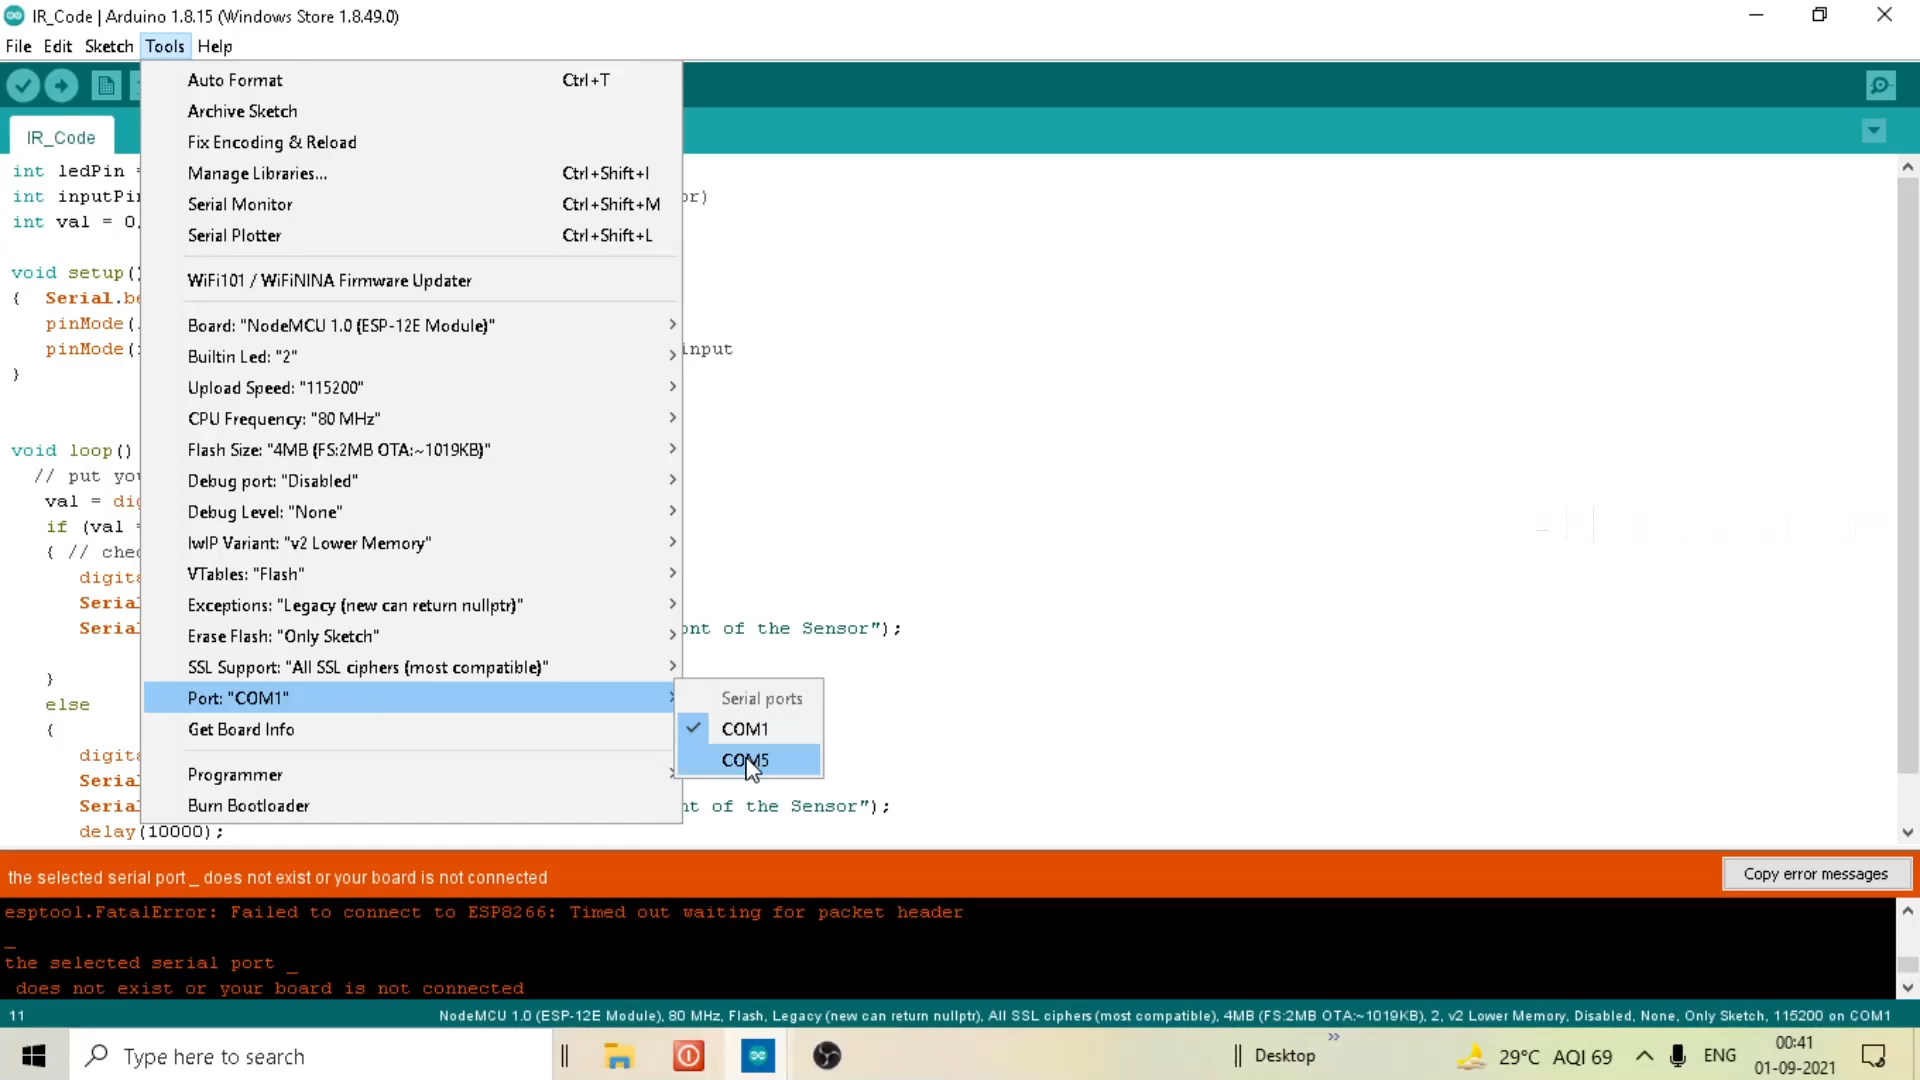 IR_Code | Arduino 1.8.15 (Windows Store 1.8.49.0)
File Edit Sketch Tools Help
IR_Code
Auto Format Ctrl+T
Archive Sketch
Fix Encoding & Reload
Manage Libraries... Ctrl+Shift+I
Serial Monitor Ctrl+Shift+M
Serial Plotter Ctrl+Shift+L
WiFi101 / WiFiNINA Firmware Updater
Board: "NodeMCU 1.0 (ESP-12E Module)"
Builtin Led: "2"
Upload Speed: "115200"
CPU Frequency: "80 MHz"
Flash Size: "4MB (FS:2MB OTA:~1019KB)"
Debug port: "Disabled"
Debug Level: "None"
lwIP Variant: "v2 Lower Memory"
VTables: "Flash"
Exceptions: "Legacy (new can return nullptr)"
Erase Flash: "Only Sketch"
SSL Support: "All SSL ciphers (most compatible)"
Port: "COM1"
Get Board Info
Programmer
Burn Bootloader
Serial ports
COM1
COM5
int ledPin =
int inputPin or)
int val = 0
void setup()
{ Serial.be
pinMode(
pinMode( input
}
void loop()
// put you
val = dig
if (val =
{ // chec
digita
Serial
Serial ont of the Sensor");
}
else
{
digita
Serial
Serial nt of the Sensor");
delay(10000);
the selected serial port _ does not exist or your board is not connected
Copy error messages
esptool.FatalError: Failed to connect to ESP8266: Timed out waiting for packet header
_
the selected serial port _
does not exist or your board is not connected
11 NodeMCU 1.0 (ESP-12E Module), 80 MHz, Flash, Legacy (new can return nullptr), All SSL ciphers (most compatible), 4MB (FS:2MB OTA:~1019KB), 2, v2 Lower Memory, Disabled, None, Only Sketch, 115200 on COM1
Type here to search
Desktop
29°C AQI 69
ENG
00:41
01-09-2021